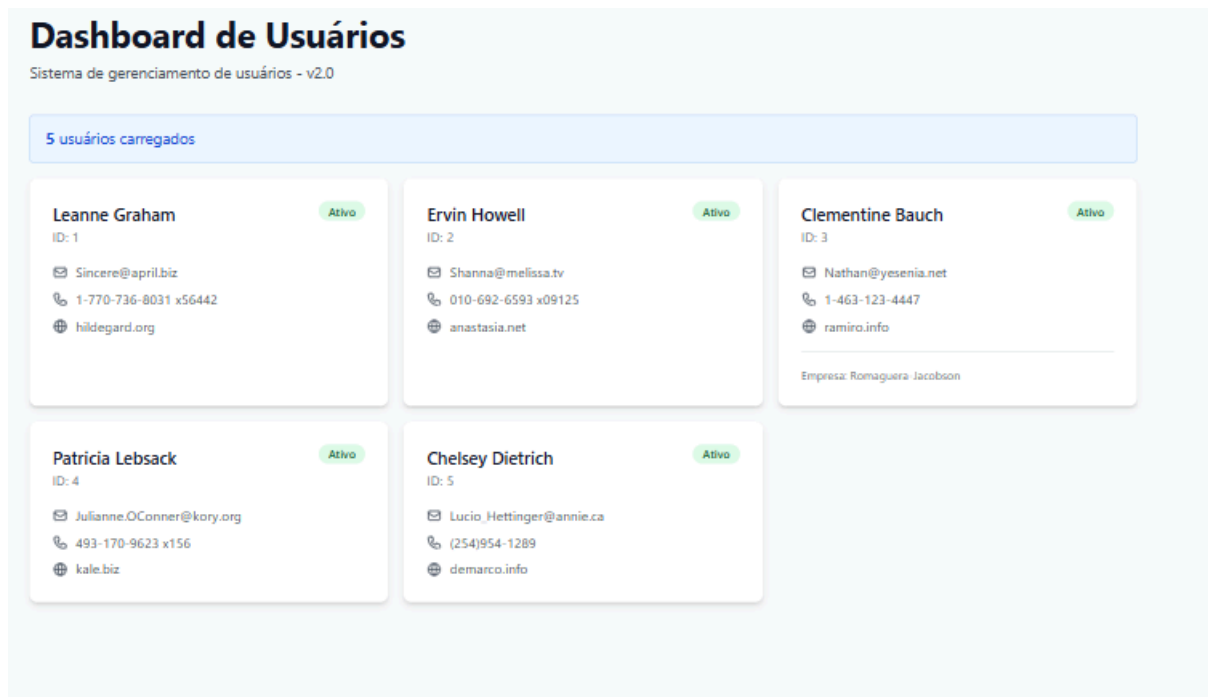 Dashboard de Usuários
Sistema de gerenciamento de usuários - v2.0
5 usuários carregados
Leanne Graham
Ativo
ID: 1
Sincere@april.biz
1-770-736-8031 x56442
hildegard.org
Ervin Howell
Ativo
ID: 2
Shanna@melissa.tv
010-692-6593 x09125
anastasia.net
Clementine Bauch
Ativo
ID: 3
Nathan@yesenia.net
1-463-123-4447
ramiro.info
Empresa: Romaguera-Jacobson
Patricia Lebsack
Ativo
ID: 4
Julianne.OConner@kory.org
493-170-9623 x156
kale.biz
Chelsey Dietrich
Ativo
ID: 5
Lucio_Hettinger@annie.ca
(254)954-1289
demarco.info